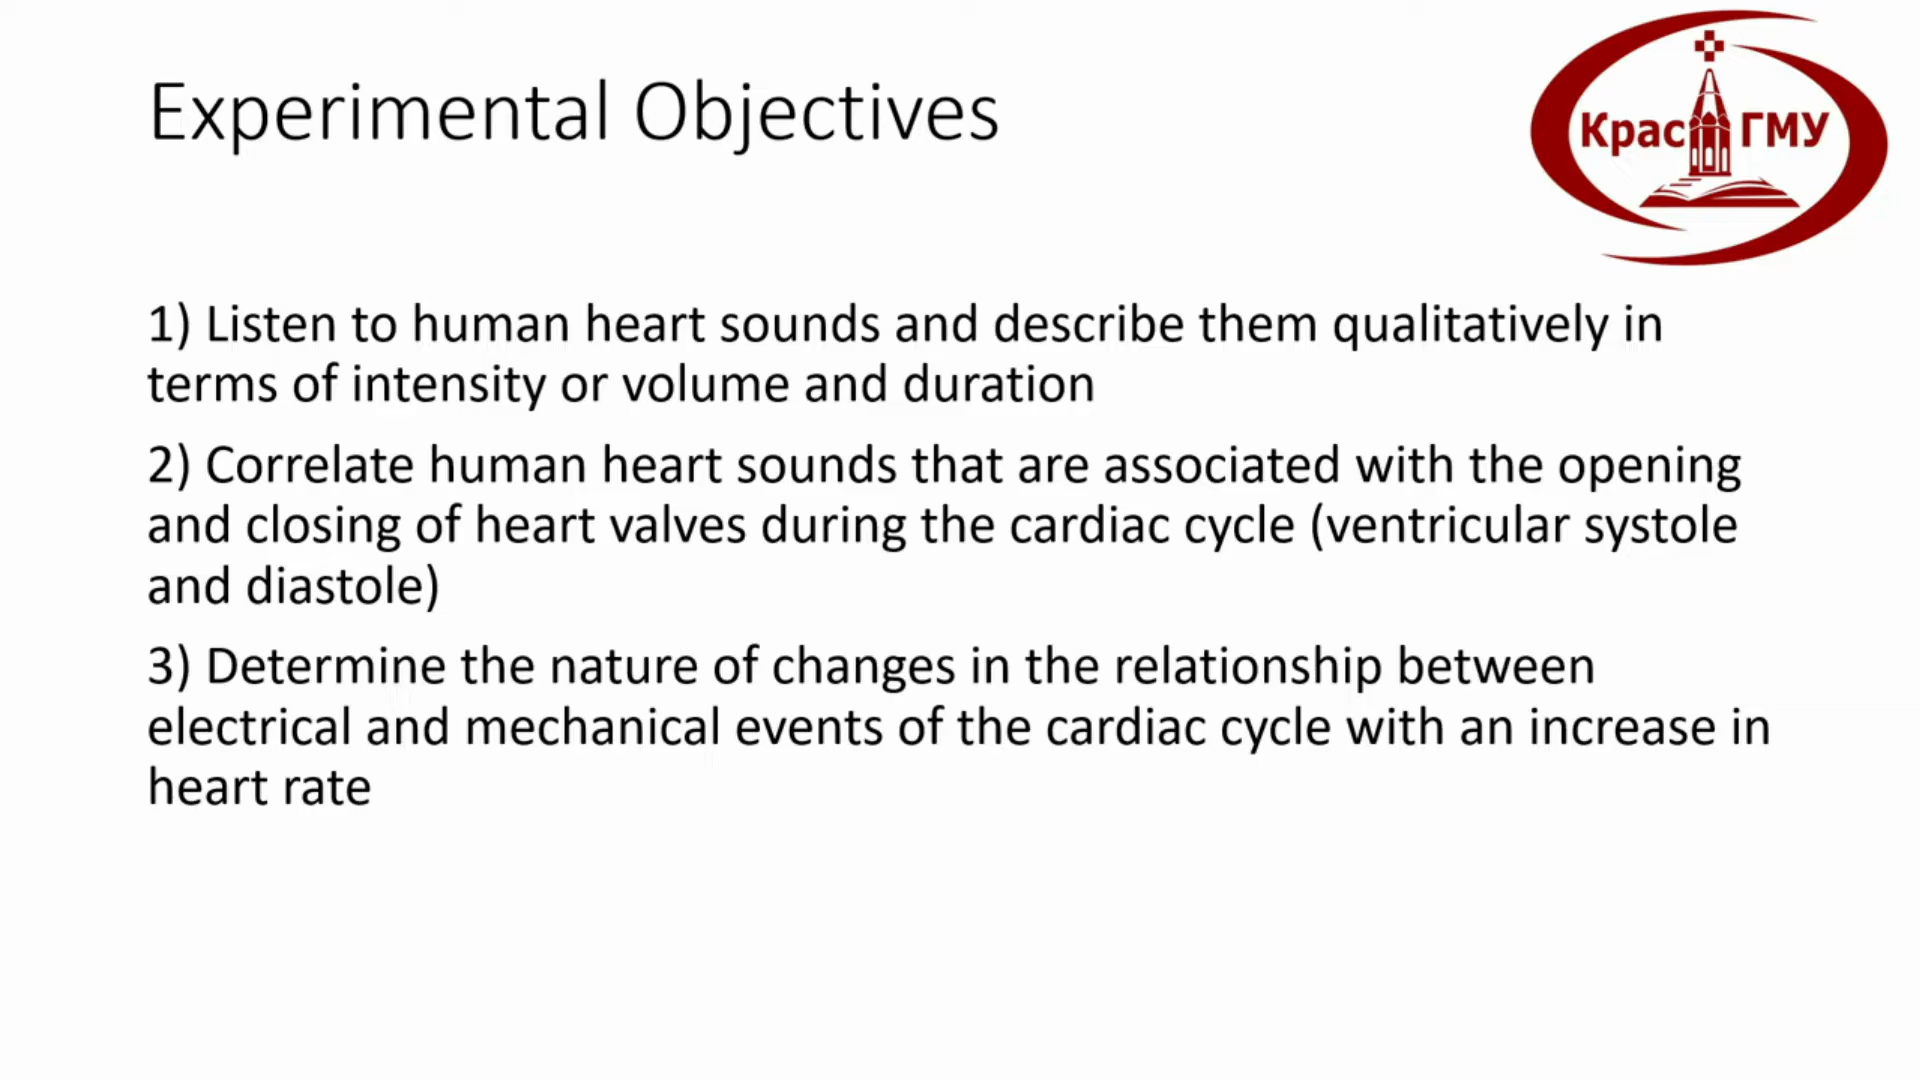 Experimental Objectives
Крас ГМУ
1) Listen to human heart sounds and describe them qualitatively in
terms of intensity or volume and duration
2) Correlate human heart sounds that are associated with the opening
and closing of heart valves during the cardiac cycle (ventricular systole
and diastole)
3) Determine the nature of changes in the relationship between
electrical and mechanical events of the cardiac cycle with an increase in
heart rate